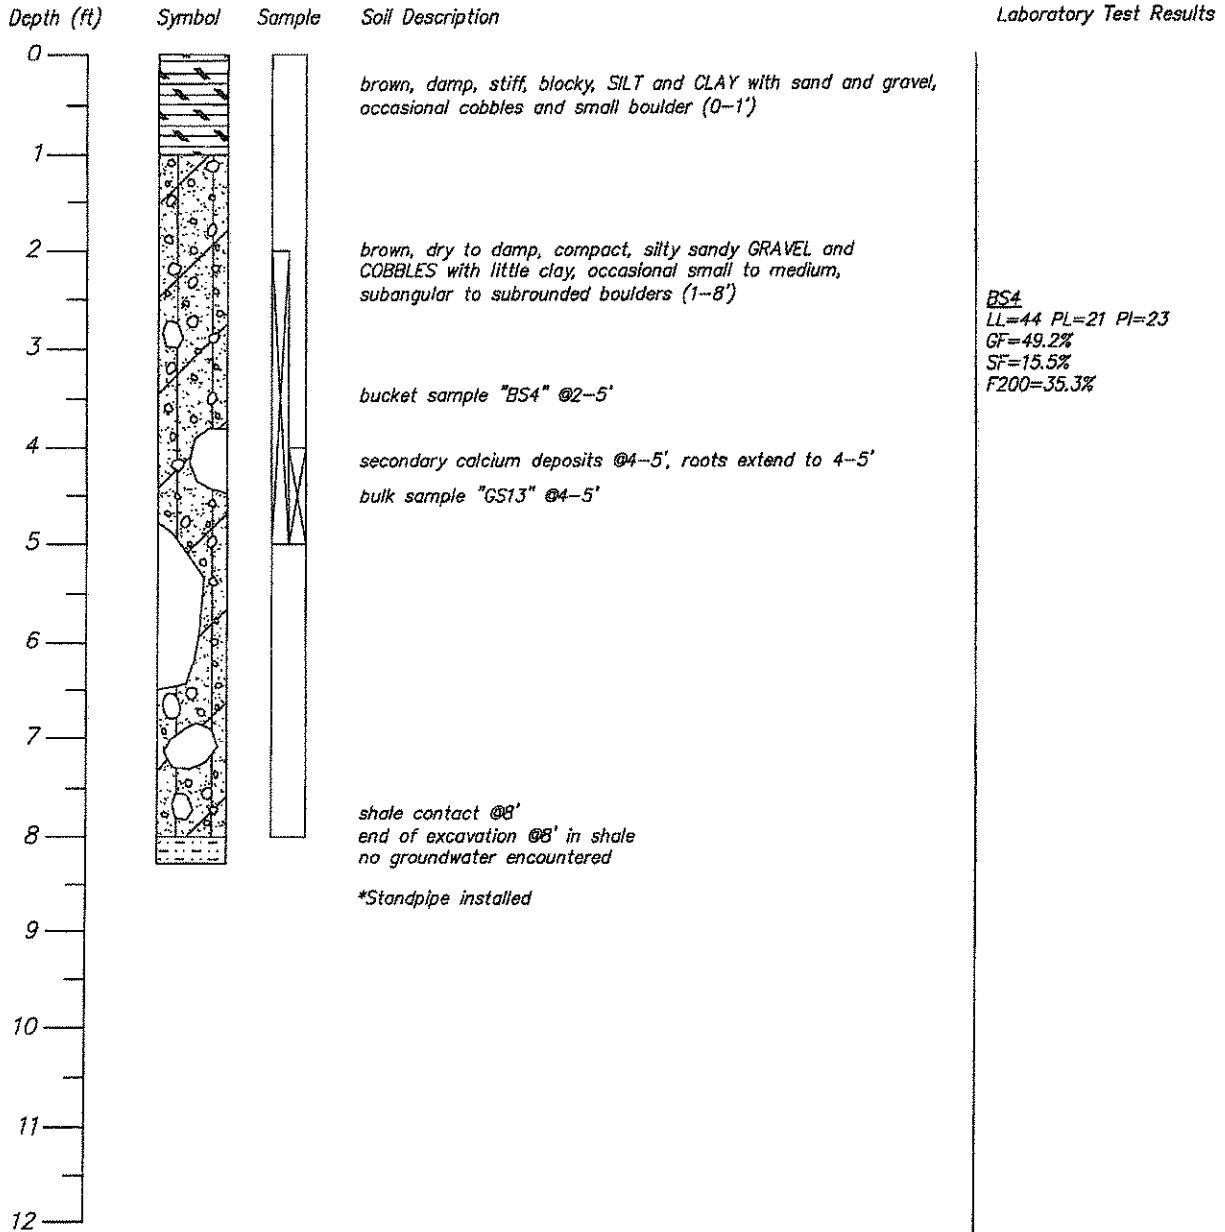 Depth (ft) Symbol Sample Soil Description Laboratory Test Results
0
brown, damp, stiff, blocky, SILT and CLAY with sand and gravel,
occasional cobbles and small boulder (0-1')
1
2
brown, dry to damp, compact, silty sandy GRAVEL and
COBBLES with little clay, occasional small to medium,
subangular to subrounded boulders (1-8')
BS4
LL=44 PL=21 PI=23
GF=49.2%
SF=15.5%
F200=35.3%
3
bucket sample "BS4" @2-5'
4
secondary calcium deposits @4-5', roots extend to 4-5'
bulk sample "GS13" @4-5'
5
6
7
shale contact @8'
8
end of excavation @8' in shale
no groundwater encountered
*Standpipe installed
9
10
11
12